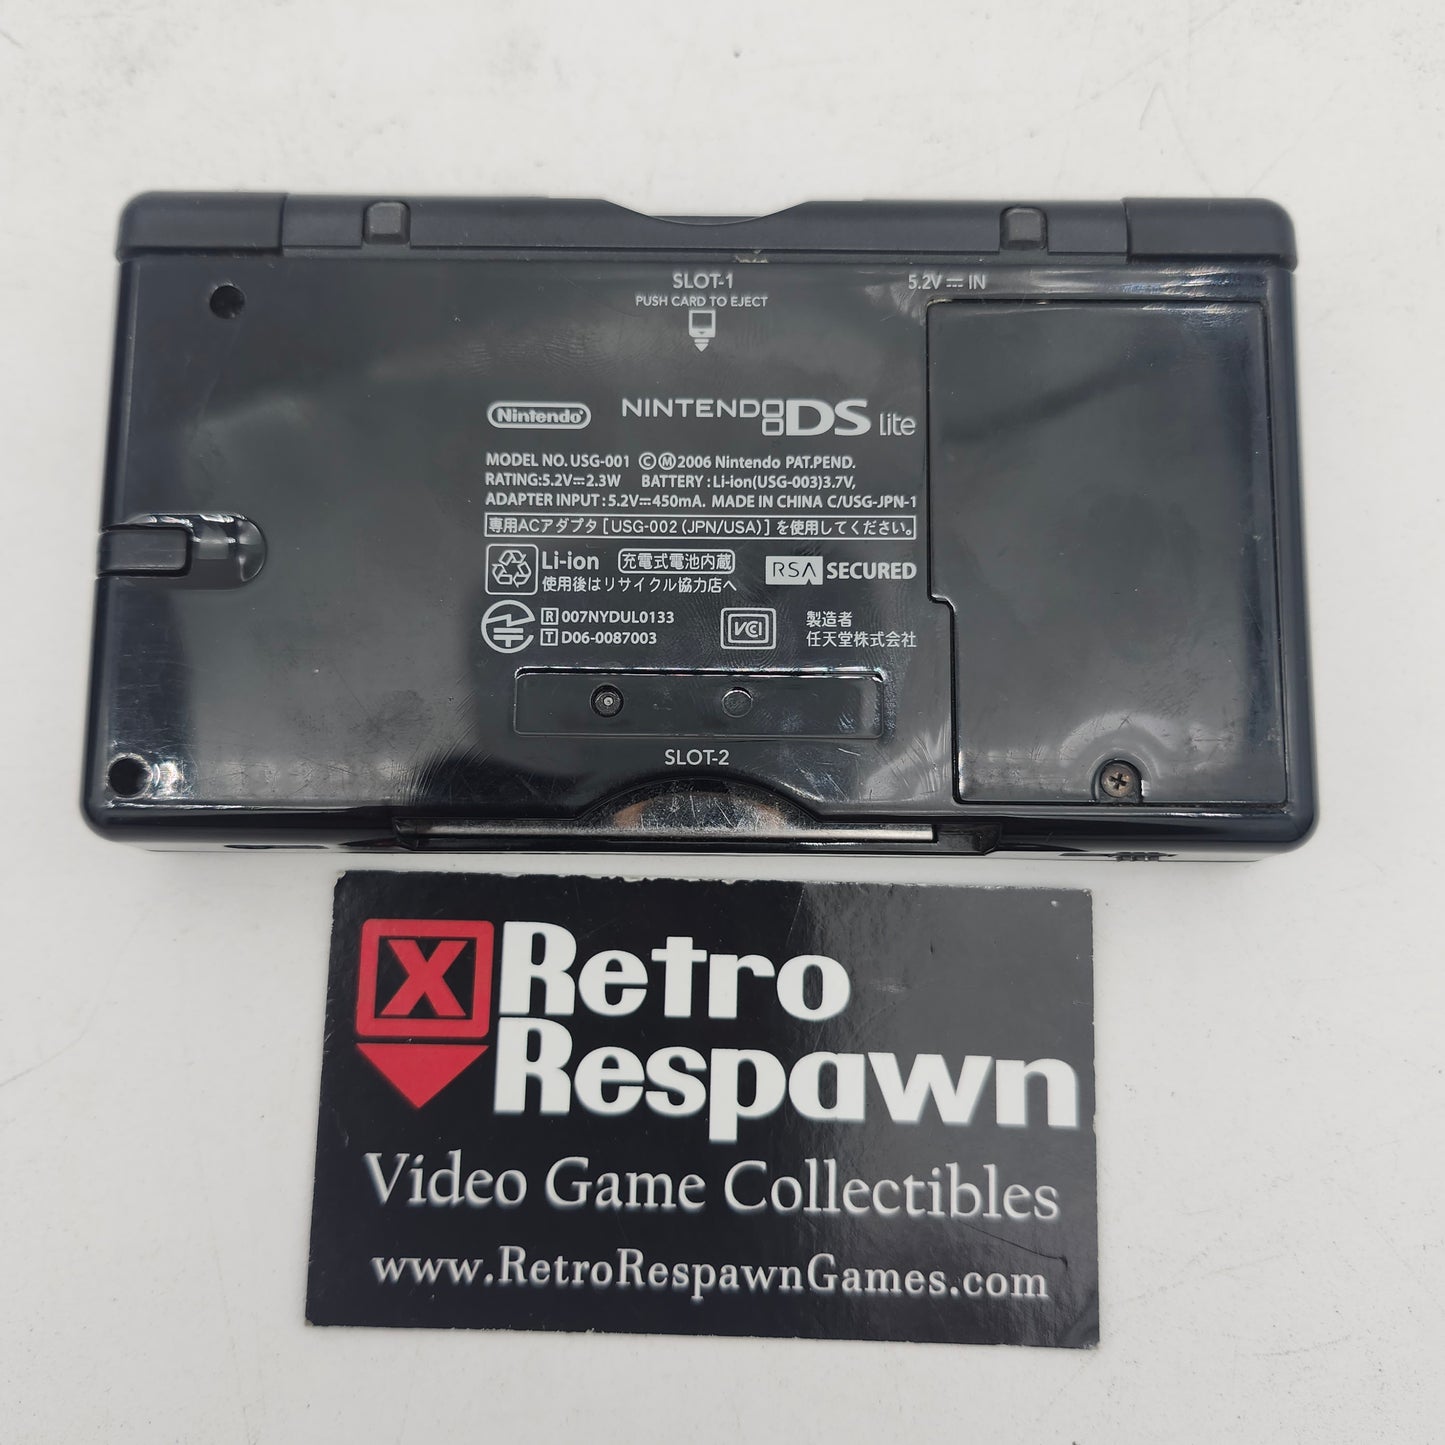 SLOT-1
PUSH CARD TO EJECT
5.2V ⎓ IN
Nintendo®
NINTENDO DS Lite
MODEL NO. USG-001 ©Ⓜ2006 Nintendo PAT.PEND.
RATING:5.2V⎓2.3W BATTERY : Li-ion(USG-003)3.7V,
ADAPTER INPUT : 5.2V⎓450mA. MADE IN CHINA C/USG-JPN-1
専用ACアダプタ [ USG-002 (JPN/USA)] を使用してください。
Li-ion 充電式電池内蔵
使用後はリサイクル協力店へ
RSA SECURED
R 007NYDUL0133
T D06-0087003
VCI
製造者
任天堂株式会社
SLOT-2
X Retro
Respawn
Video Game Collectibles
www.RetroRespawnGames.com